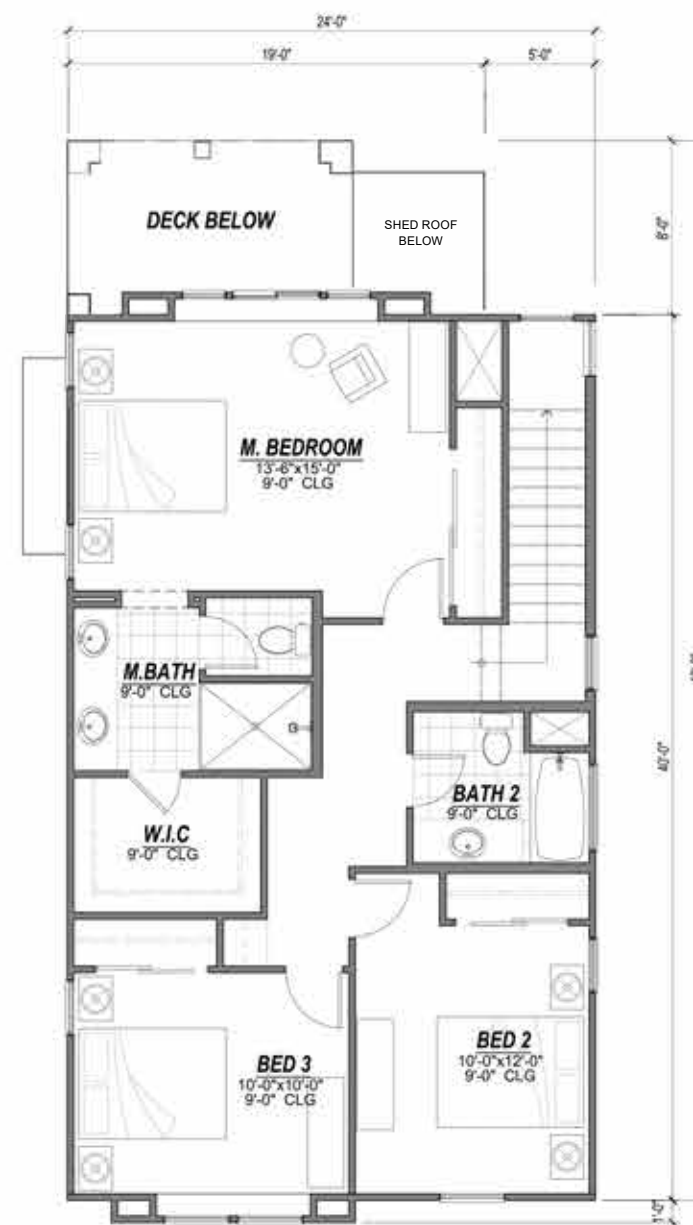 24'-0"
19'-0"
5'-0"
DECK BELOW
SHED ROOF
BELOW
8'-0"
M. BEDROOM
13'-6"x15'-0"
9'-0" CLG
M.BATH
9'-0" CLG
40'-0"
BATH 2
9'-0" CLG
W.I.C
9'-0" CLG
BED 2
10'-0"x12'-0"
9'-0" CLG
BED 3
10'-0"x10'-0"
9'-0" CLG
1'-0"